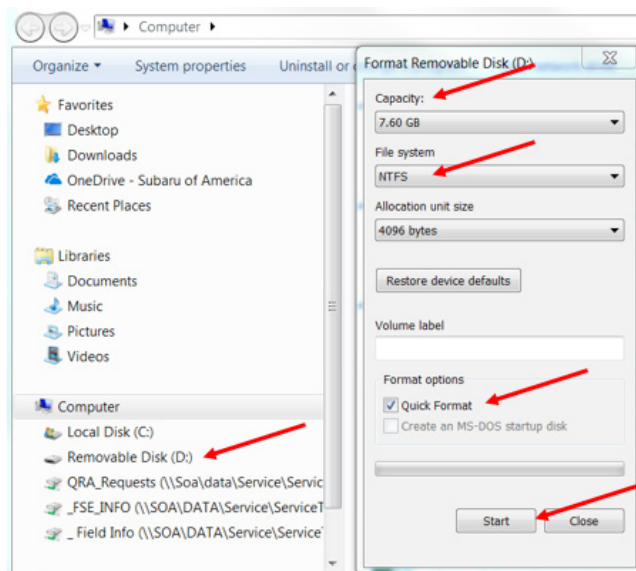 Computer
Organize
System properties
Uninstall or
Format Removable Disk (D:)
Favorites
Desktop
Downloads
OneDrive - Subaru of America
Recent Places
Libraries
Documents
Music
Pictures
Videos
Computer
Local Disk (C:)
Removable Disk (D:)
QRA_Requests (\\Soa\data\Service\Servic
_FSE_INFO (\\SOA\DATA\Service\ServiceT
_ Field Info (\\SOA\DATA\Service\Service
Capacity:
7.60 GB
File system
NTFS
Allocation unit size
4096 bytes
Restore device defaults
Volume label
Format options
Quick Format
Create an MS-DOS startup disk
Start
Close